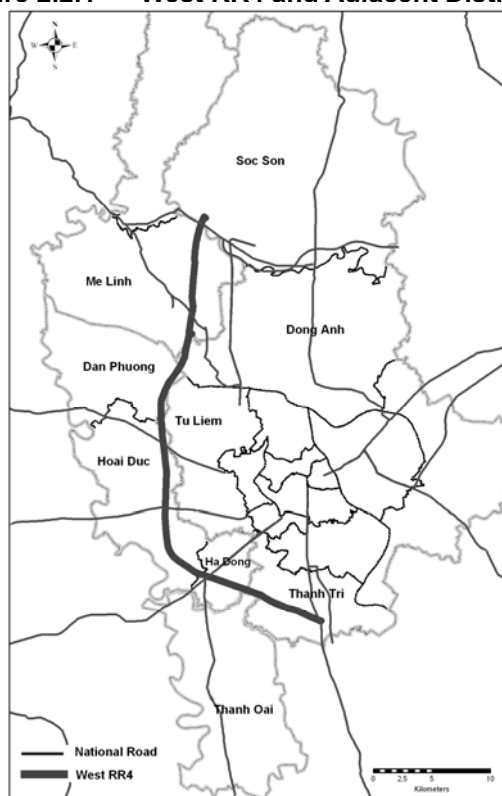 West RR4 and Adjacent
N
W E
S
Soc Son
Me Linh
Dong Anh
Dan Phuong
Tu Liem
Hoai Duc
Ha Dong
Thanh Tri
Thanh Oai
National Road
West RR4
0 2.5 5 10
Kilometers